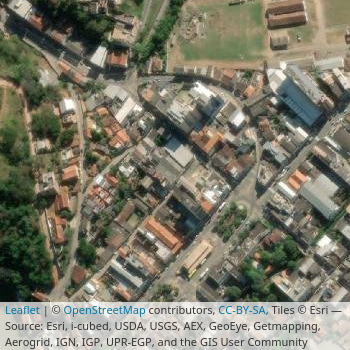 Leaflet | © OpenStreetMap contributors, CC-BY-SA, Tiles © Esri —
Source: Esri, i-cubed, USDA, USGS, AEX, GeoEye, Getmapping,
Aerogrid, IGN, IGP, UPR-EGP, and the GIS User Community